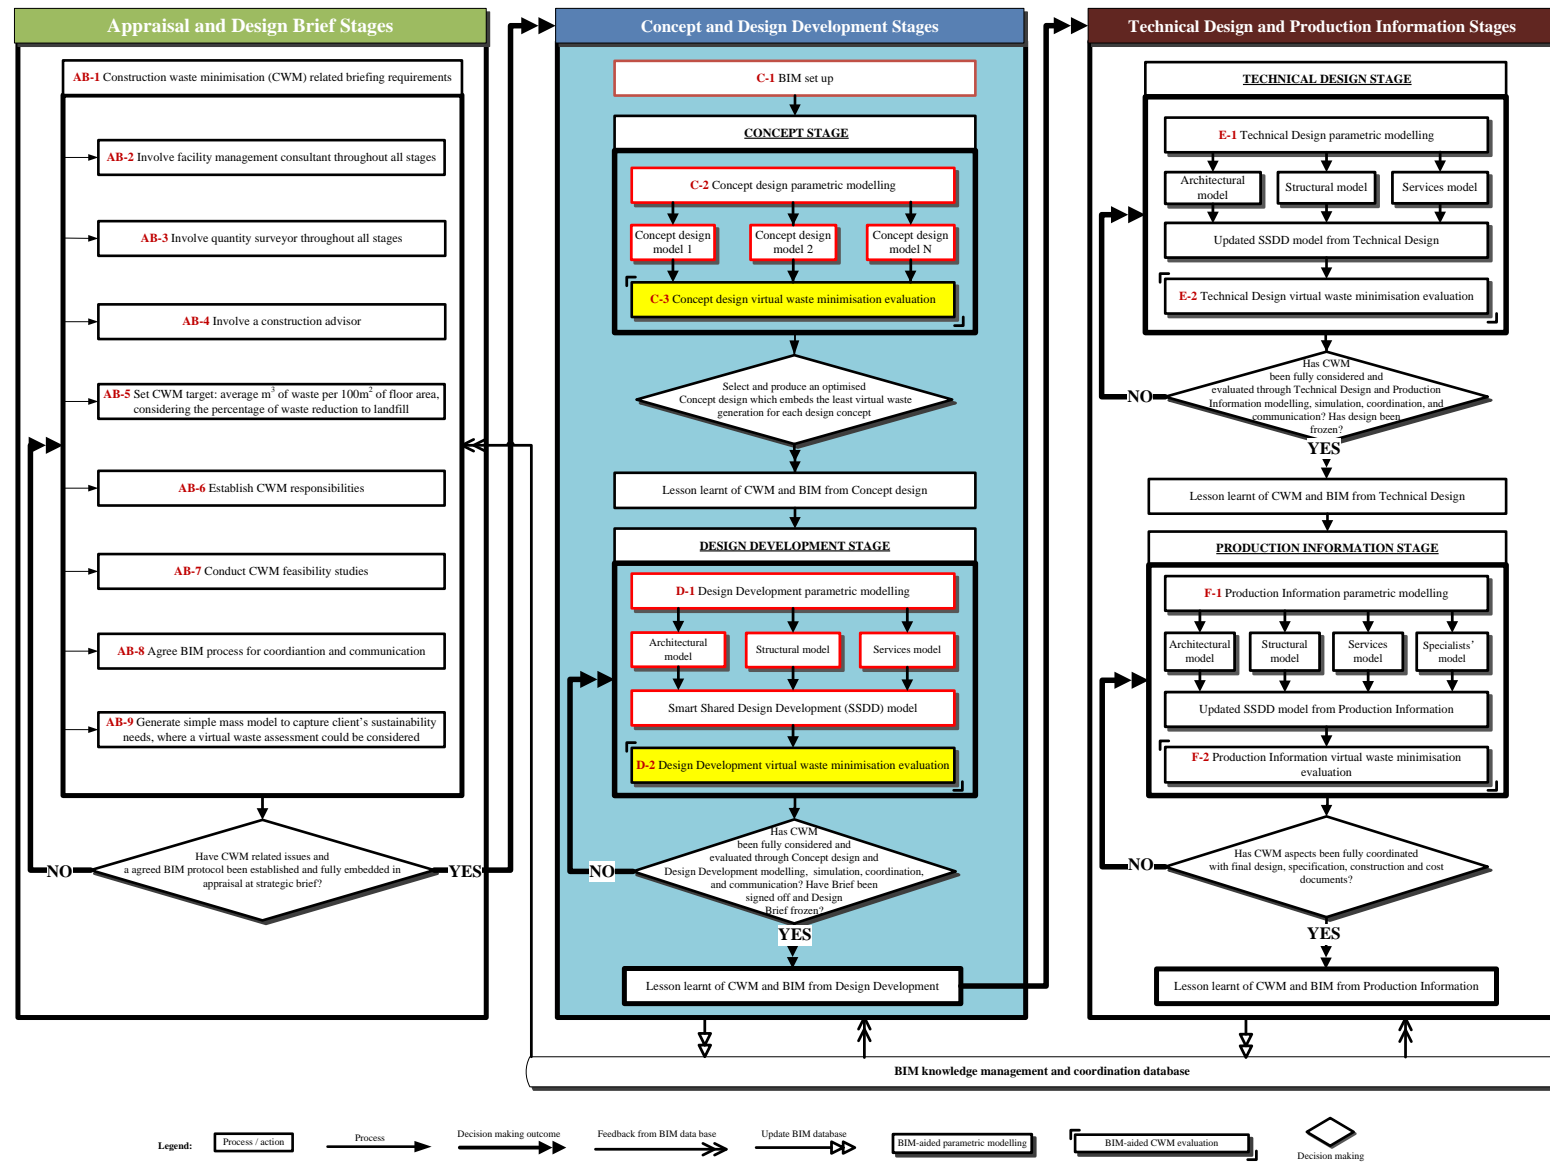 Appraisal and Design Brief Stages
AB-1 Construction waste minimisation (CWM) related briefing requirements
AB-2 Involve facility management consultant throughout all stages
AB-3 Involve quantity surveyor throughout all stages
AB-4 Involve a construction advisor
AB-5 Set CWM target: average m³ of waste per 100m² of floor area,
considering the percentage of waste reduction to landfill
AB-6 Establish CWM responsibilities
AB-7 Conduct CWM feasibility studies
AB-8 Agree BIM process for coordiantion and communication
AB-9 Generate simple mass model to capture client's sustainability
needs, where a virtual waste assessment could be considered
Have CWM related issues and
a agreed BIM protocol been established and fully embedded in
appraisal at strategic brief?
NO
YES
Concept and Design Development Stages
C-1 BIM set up
CONCEPT STAGE
C-2 Concept design parametric modelling
Concept design
model 1
Concept design
model 2
Concept design
model N
C-3 Concept design virtual waste minimisation evaluation
Select and produce an optimised
Concept design which embeds the least virtual waste
generation for each design concept
Lesson learnt of CWM and BIM from Concept design
DESIGN DEVELOPMENT STAGE
D-1 Design Development parametric modelling
Architectural
model
Structural model
Services model
Smart Shared Design Development (SSDD) model
D-2 Design Development virtual waste minimisation evaluation
Has CWM
been fully considered and
evaluated through Concept design and
Design Development modelling, simulation, coordination,
and communication? Have Brief been
signed off and Design
Brief frozen?
NO
YES
Lesson learnt of CWM and BIM from Design Development
Technical Design and Production Information Stages
TECHNICAL DESIGN STAGE
E-1 Technical Design parametric modelling
Architectural
model
Structural model
Services model
Updated SSDD model from Technical Design
E-2 Technical Design virtual waste minimisation evaluation
Has CWM
been fully considered and
evaluated through Technical Design and Production
Information modelling, simulation, coordination, and
communication? Has design been
frozen?
NO
YES
Lesson learnt of CWM and BIM from Technical Design
PRODUCTION INFORMATION STAGE
F-1 Production Information parametric modelling
Architectural
model
Structural
model
Services
model
Specialists'
model
Updated SSDD model from Production Information
F-2 Production Information virtual waste minimisation
evaluation
Has CWM aspects been fully coordinated
with final design, specification, construction and cost
documents?
NO
YES
Lesson learnt of CWM and BIM from Production Information
BIM knowledge management and coordination database
Legend:
Process / action
Process
Decision making outcome
Feedback from BIM data base
Update BIM database
BIM-aided parametric modelling
BIM-aided CWM evaluation
Decision making